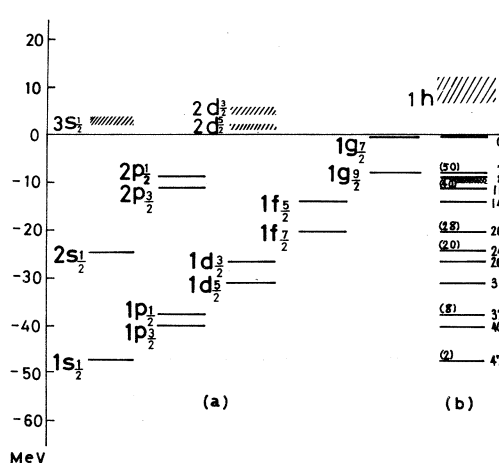 20
10
0
-10
-20
-30
-40
-50
-60
MeV
3s1/2
2s1/2
1s1/2
2p1/2
2p3/2
1p1/2
1p3/2
2d3/2
2d5/2
1d3/2
1d5/2
1f5/2
1f7/2
1g7/2
1g9/2
(a)
1h
(50)
(40)
(28)
(20)
(8)
(2)
(b)